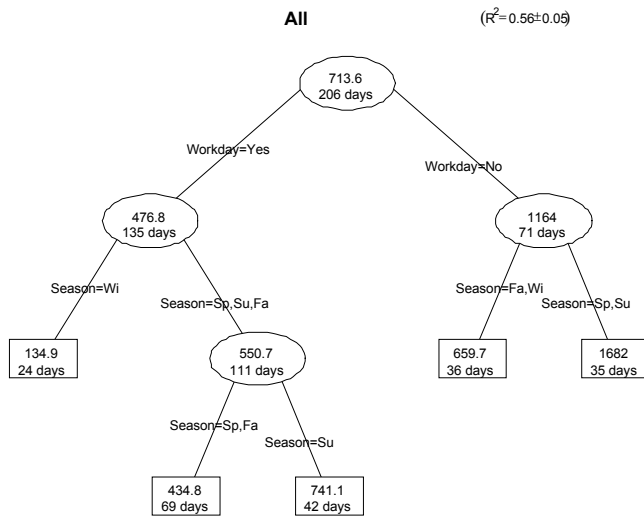 All
(R²=0.56±0.05)
713.6
206 days
Workday=Yes
Workday=No
476.8
135 days
1164
71 days
Season=Wi
Season=Sp,Su,Fa
Season=Fa,Wi
Season=Sp,Su
134.9
24 days
550.7
111 days
659.7
36 days
1682
35 days
Season=Sp,Fa
Season=Su
434.8
69 days
741.1
42 days